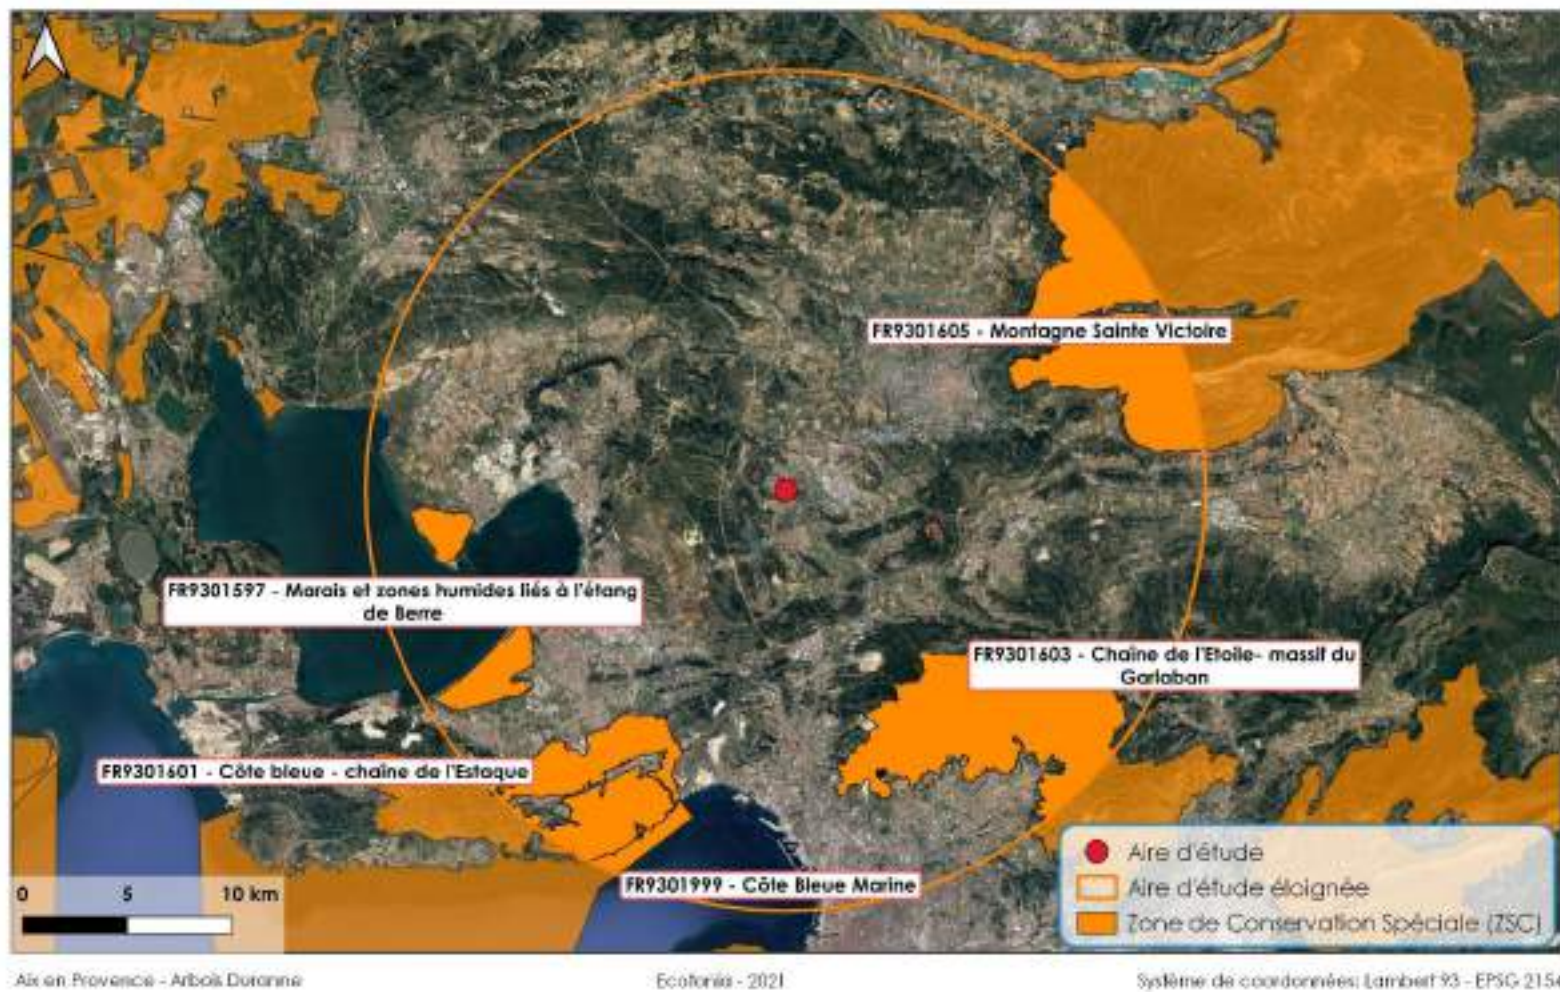 FR9301605 - Montagne Sainte Victoire
FR9301597 - Marais et zones humides liés à l'étang
de Berre
FR9301603 - Chaîne de l'Etoile- massif du
Garlaban
FR9301601 - Côte bleue - chaîne de l'Estaque
FR9301999 - Côte Bleue Marine
0 5 10 km
Aire d'étude
Aire d'étude éloignée
Zone de Conservation Spéciale (ZSC)
Aix en Provence - Arbois Duranne
Ecotonia - 2021
Système de coordonnées: Lambert 93 - EPSG 2154